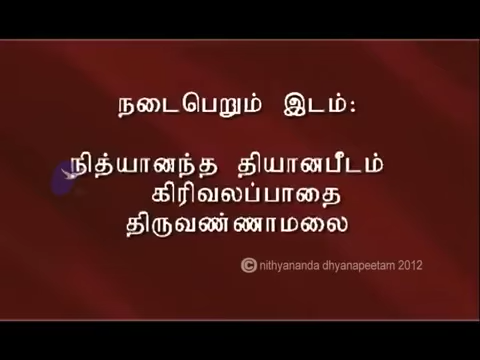 நடைபெறும் இடம்:
நித்யானந்த தியானபீடம்
கிரிவலப்பாதை
திருவண்ணாமலை
© nithyananda dhyanapeetam 2012